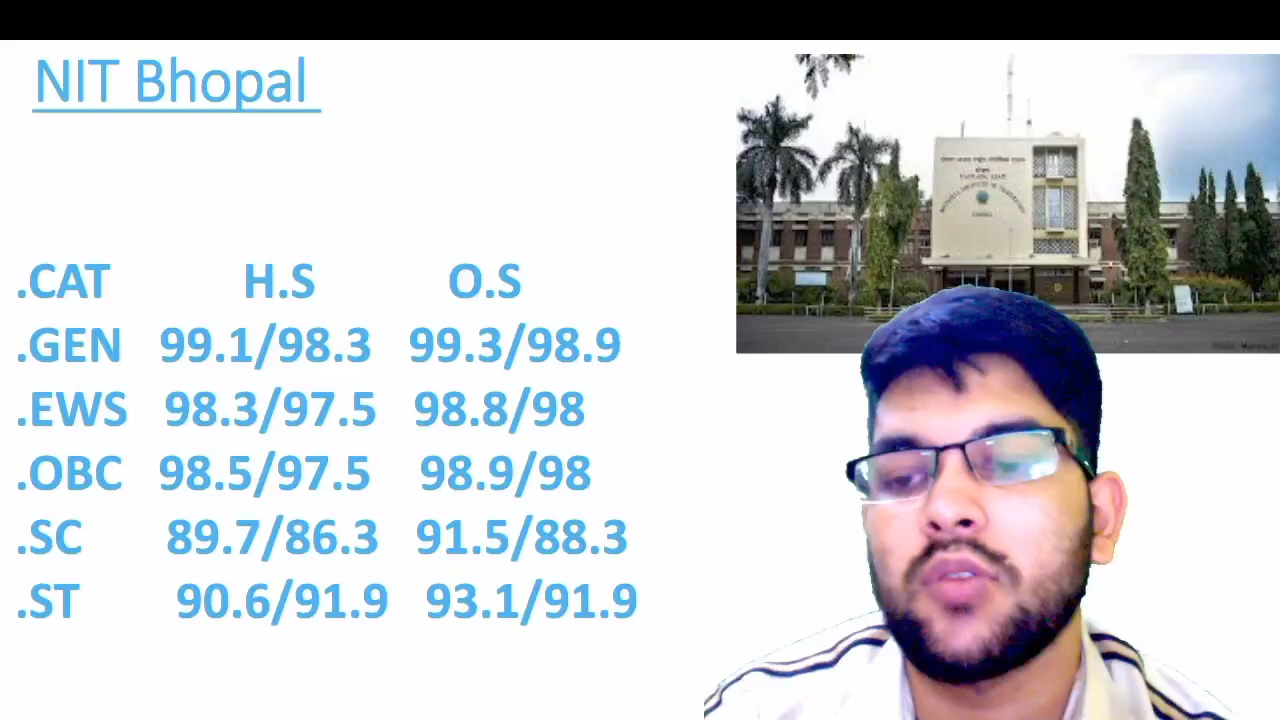 NIT Bhopal
.CAT H.S O.S
.GEN 99.1/98.3 99.3/98.9
.EWS 98.3/97.5 98.8/98
.OBC 98.5/97.5 98.9/98
.SC 89.7/86.3 91.5/88.3
.ST 90.6/91.9 93.1/91.9